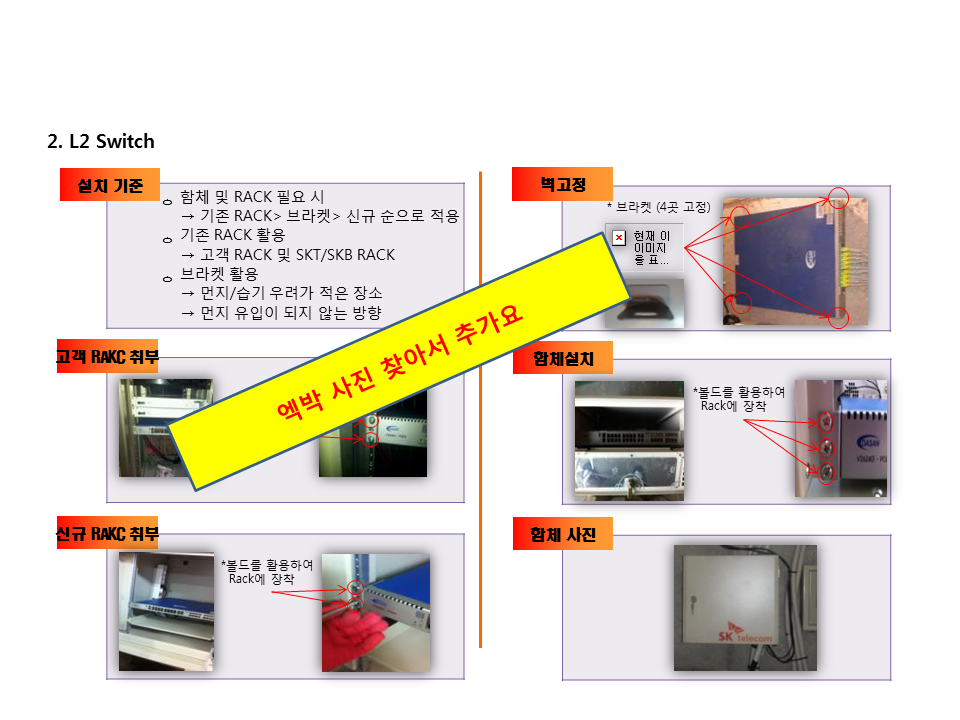 2. L2 Switch
설치 기준
함체 및 RACK 필요 시
→ 기존 RACK> 브라켓> 신규 순으로 적용
기존 RACK 활용
→ 고객 RACK 및 SKT/SKB RACK
브라켓 활용
→ 먼지/습기 우려가 적은 장소
→ 먼지 유입이 되지 않는 방향
벽고정
* 브라켓 (4곳 고정)
현재 이
이미지
을 표...
엑박 사진 찾아서 추가요
고객 RAKC 취부
함체설치
*볼드를 활용하여
Rack에 장착
DASAN
신규 RAKC 취부
*볼드를 활용하여
Rack에 장착
함체 사진
SK telecom